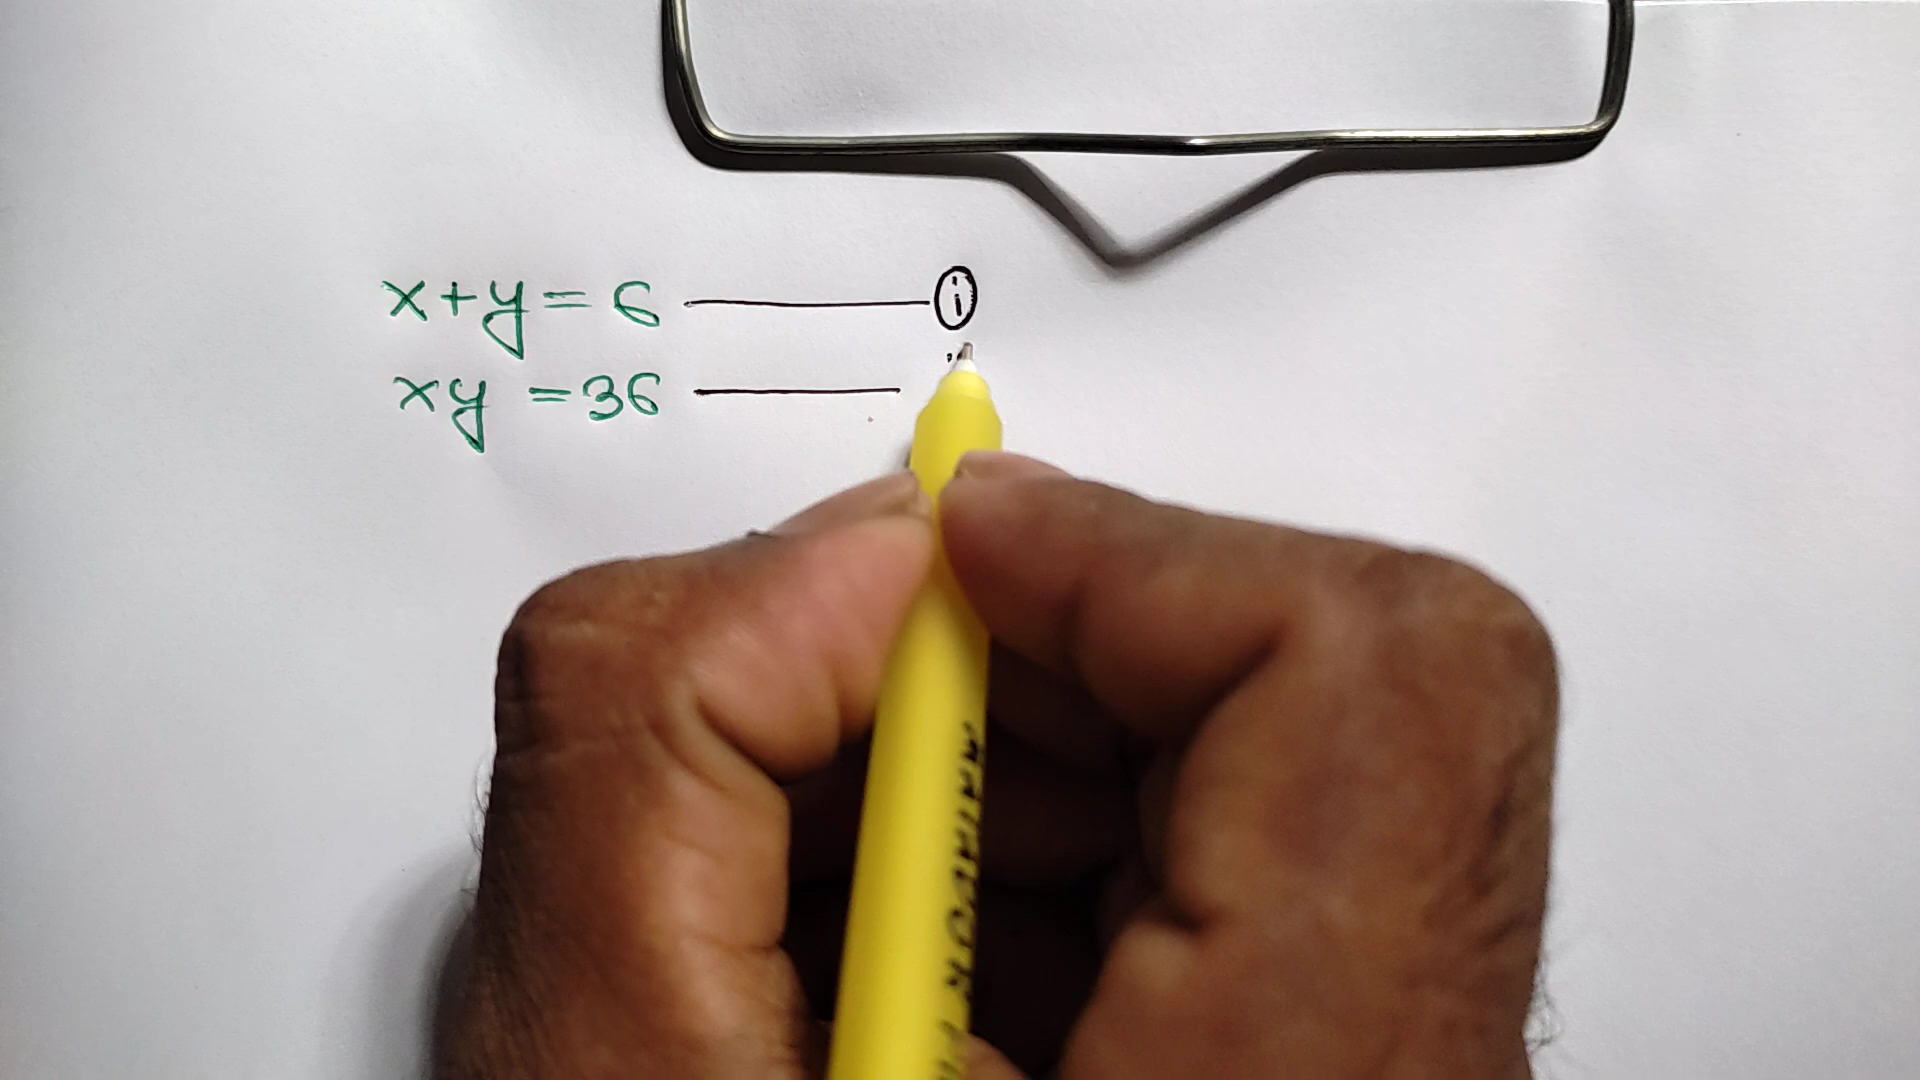 x+y=6 ——— i
xy =36 ———